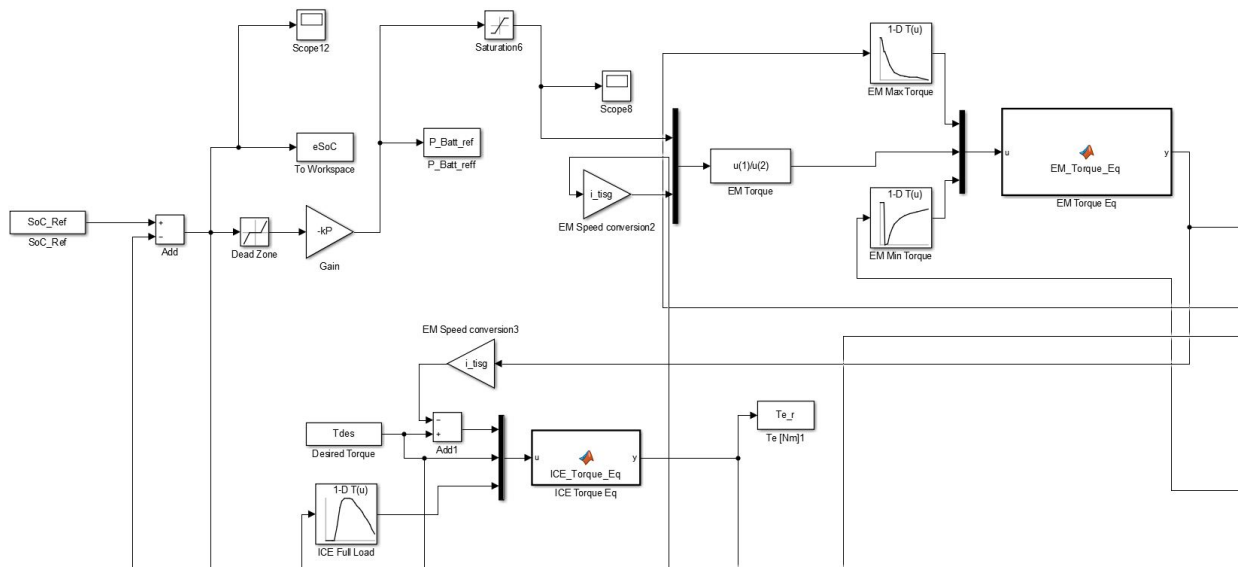 Scope12
Saturation6
Scope8
1-D T(u)
EM Max Torque
eSoC
To Workspace
P_Batt_ref
P_Batt_reff
i_tisg
EM Speed conversion2
u(1)/u(2)
EM Torque
u
EM_Torque_Eq
y
EM Torque Eq
1-D T(u)
EM Min Torque
SoC_Ref
SoC_Ref
+
−
Add
Dead Zone
-kP
Gain
EM Speed conversion3
i_tisg
Tdes
Desired Torque
−
+
Add1
1-D T(u)
ICE Full Load
u
ICE_Torque_Eq
y
ICE Torque Eq
Te_r
Te [Nm]1